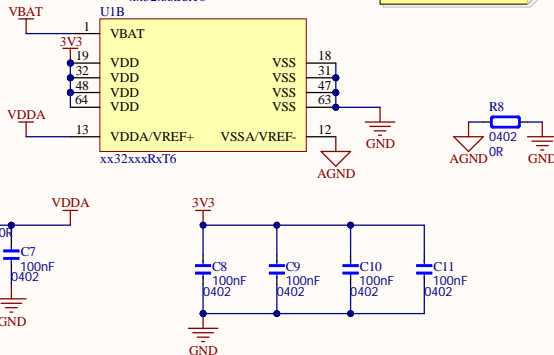 VBAT
U1B
1
VBAT
3V3
19
VDD
VSS
18
32
VDD
VSS
31
48
VDD
VSS
47
64
VDD
VSS
63
VDDA
13
VDDA/VREF+
VSSA/VREF-
12
GND
xx32xxxRxT6
AGND
R8
0402
0R
AGND
GND
VDDA
0R
C7
100nF
0402
GND
3V3
C8
100nF
0402
C9
100nF
0402
C10
100nF
0402
C11
100nF
0402
GND